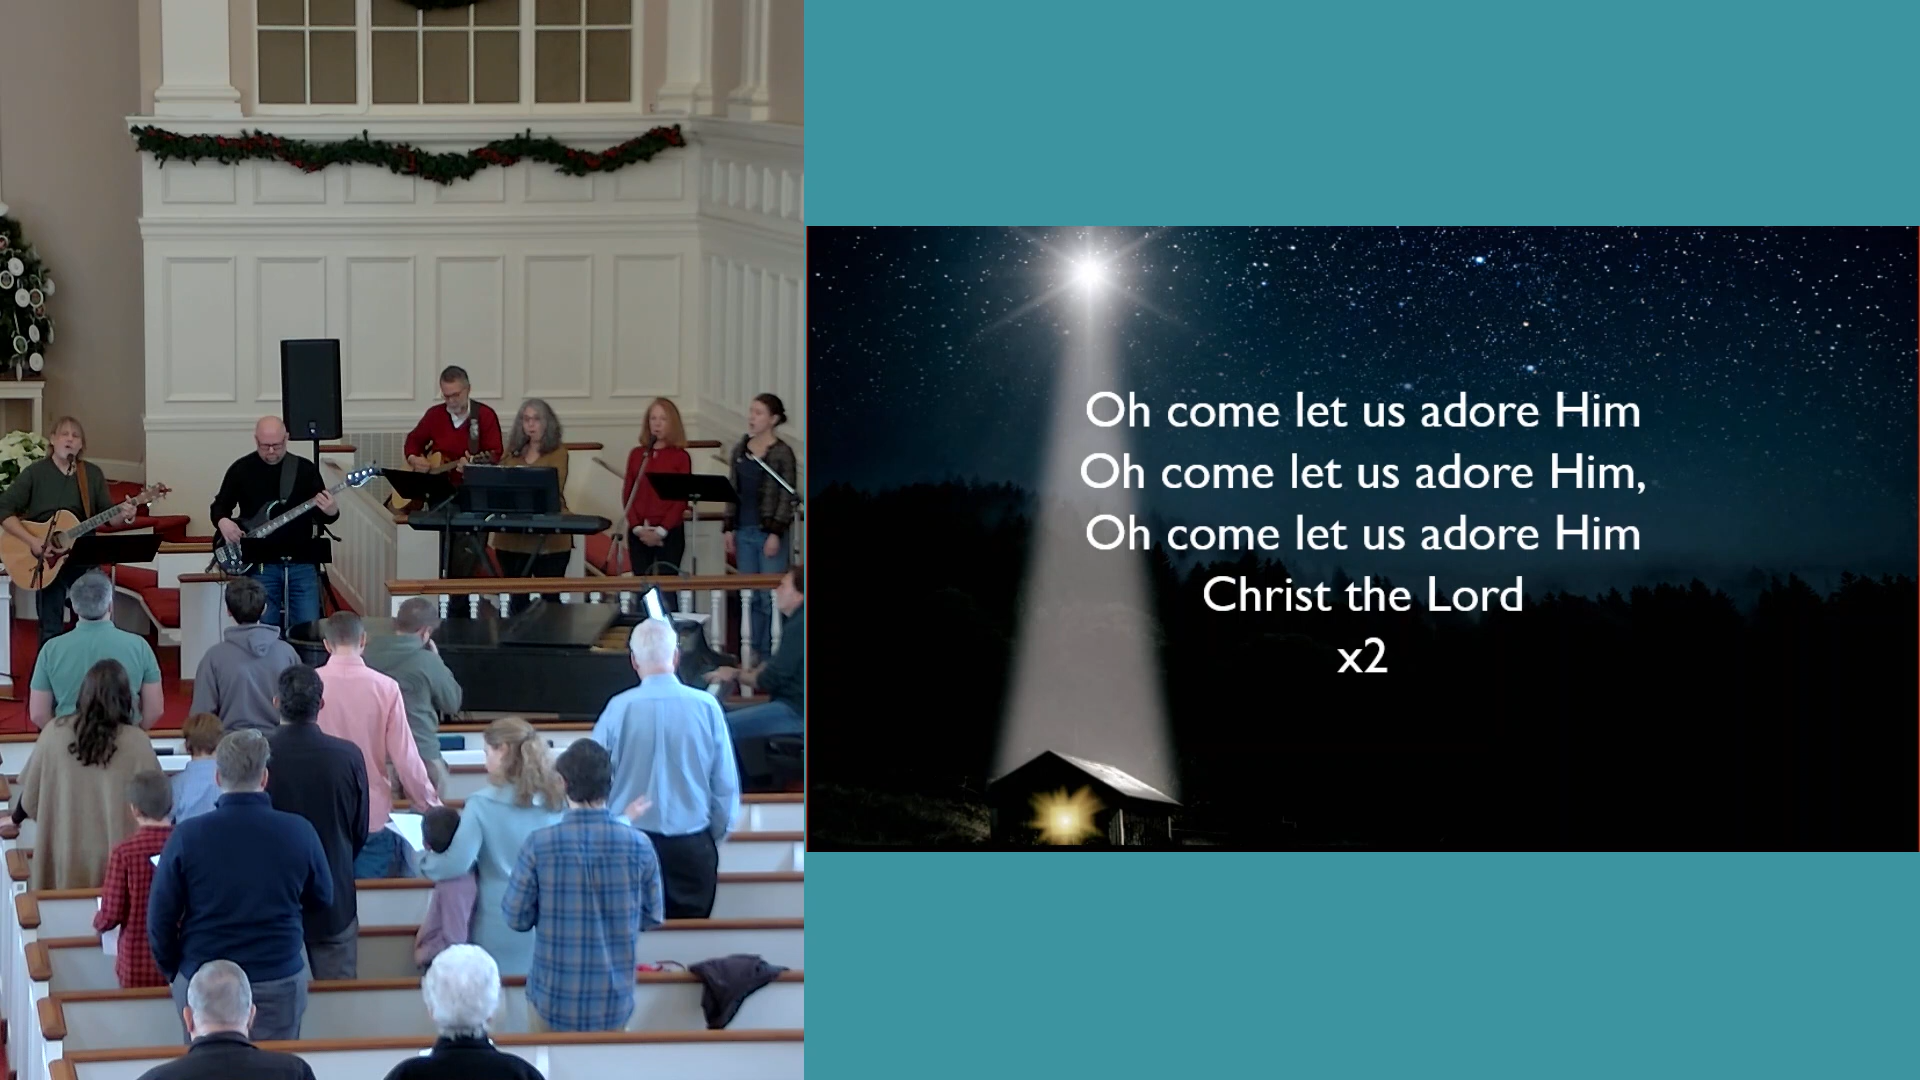 Oh come let us adore Him
Oh come let us adore Him,
Oh come let us adore Him
Christ the Lord
x2